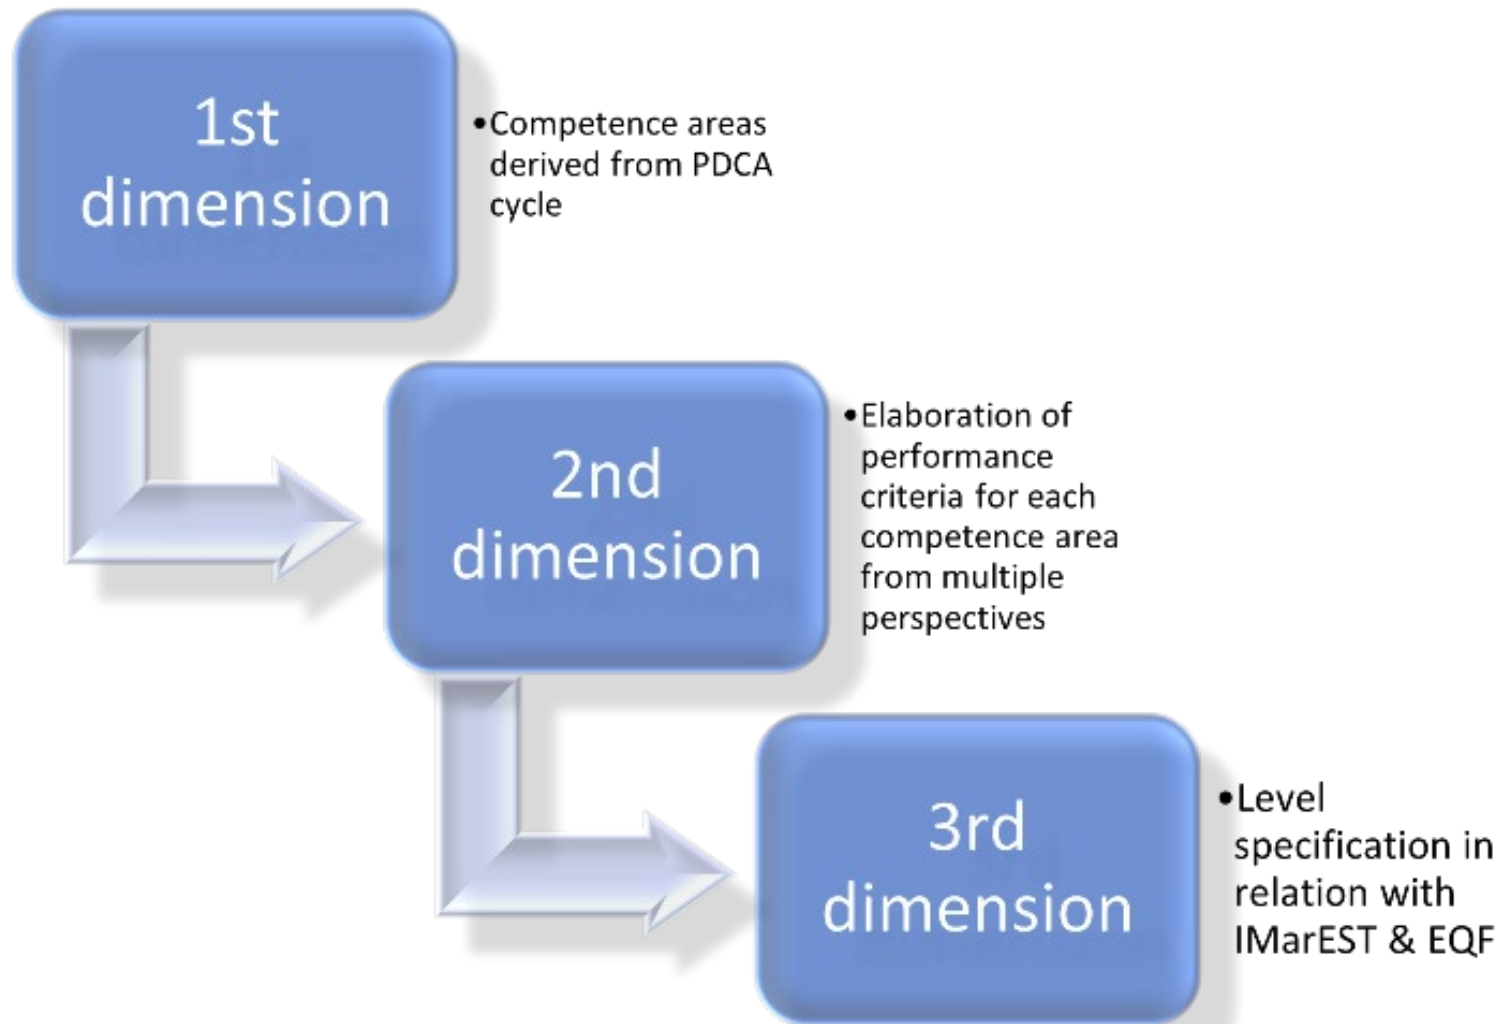 1st
dimension
•Competence areas
derived from PDCA
cycle
2nd
dimension
•Elaboration of
performance
criteria for each
competence area
from multiple
perspectives
3rd
dimension
•Level
specification in
relation with
IMarEST & EQF